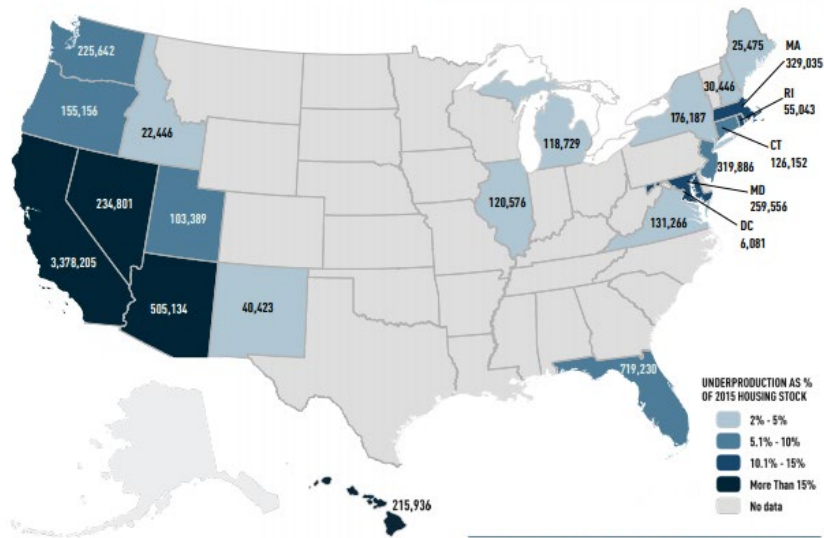 225,642
25,475
MA
329,035
30,446
RI
55,043
155,156
176,187
22,446
118,729
CT
126,152
319,886
234,801
103,389
120,576
MD
259,556
131,266
DC
6,081
3,378,205
505,134
40,423
719,230
UNDERPRODUCTION AS %
OF 2015 HOUSING STOCK
2% - 5%
5.1% - 10%
10.1% - 15%
More Than 15%
No data
215,936